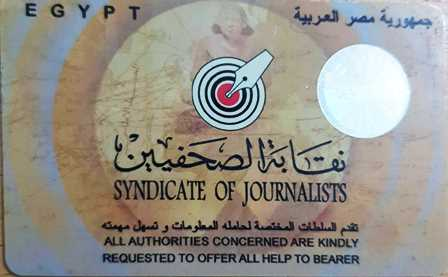 EGYPT جمهورية مصر العربية
نقابة الصحفيين
SYNDICATE OF JOURNALISTS
تقدم السلطات المختصة لحامله المعلومات و تسهل مهمته
ALL AUTHORITIES CONCERNED ARE KINDLY
REQUESTED TO OFFER ALL HELP TO BEARER